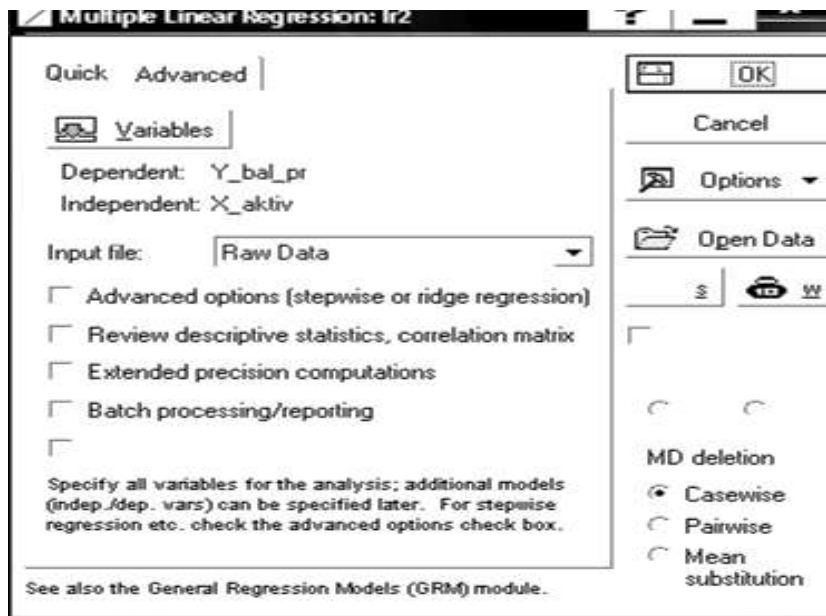 Multiple Linear Regression: lr2
Quick Advanced
OK
Variables
Cancel
Dependent: Y_bal_pr
Independent: X_aktiv
Options
Input file: Raw Data
Open Data
Advanced options (stepwise or ridge regression)
s w
Review descriptive statistics, correlation matrix
Extended precision computations
Batch processing/reporting
Specify all variables for the analysis; additional models
(indep./dep. vars) can be specified later. For stepwise
regression etc. check the advanced options check box.
MD deletion
Casewise
Pairwise
Mean
substitution
See also the General Regression Models (GRM) module.